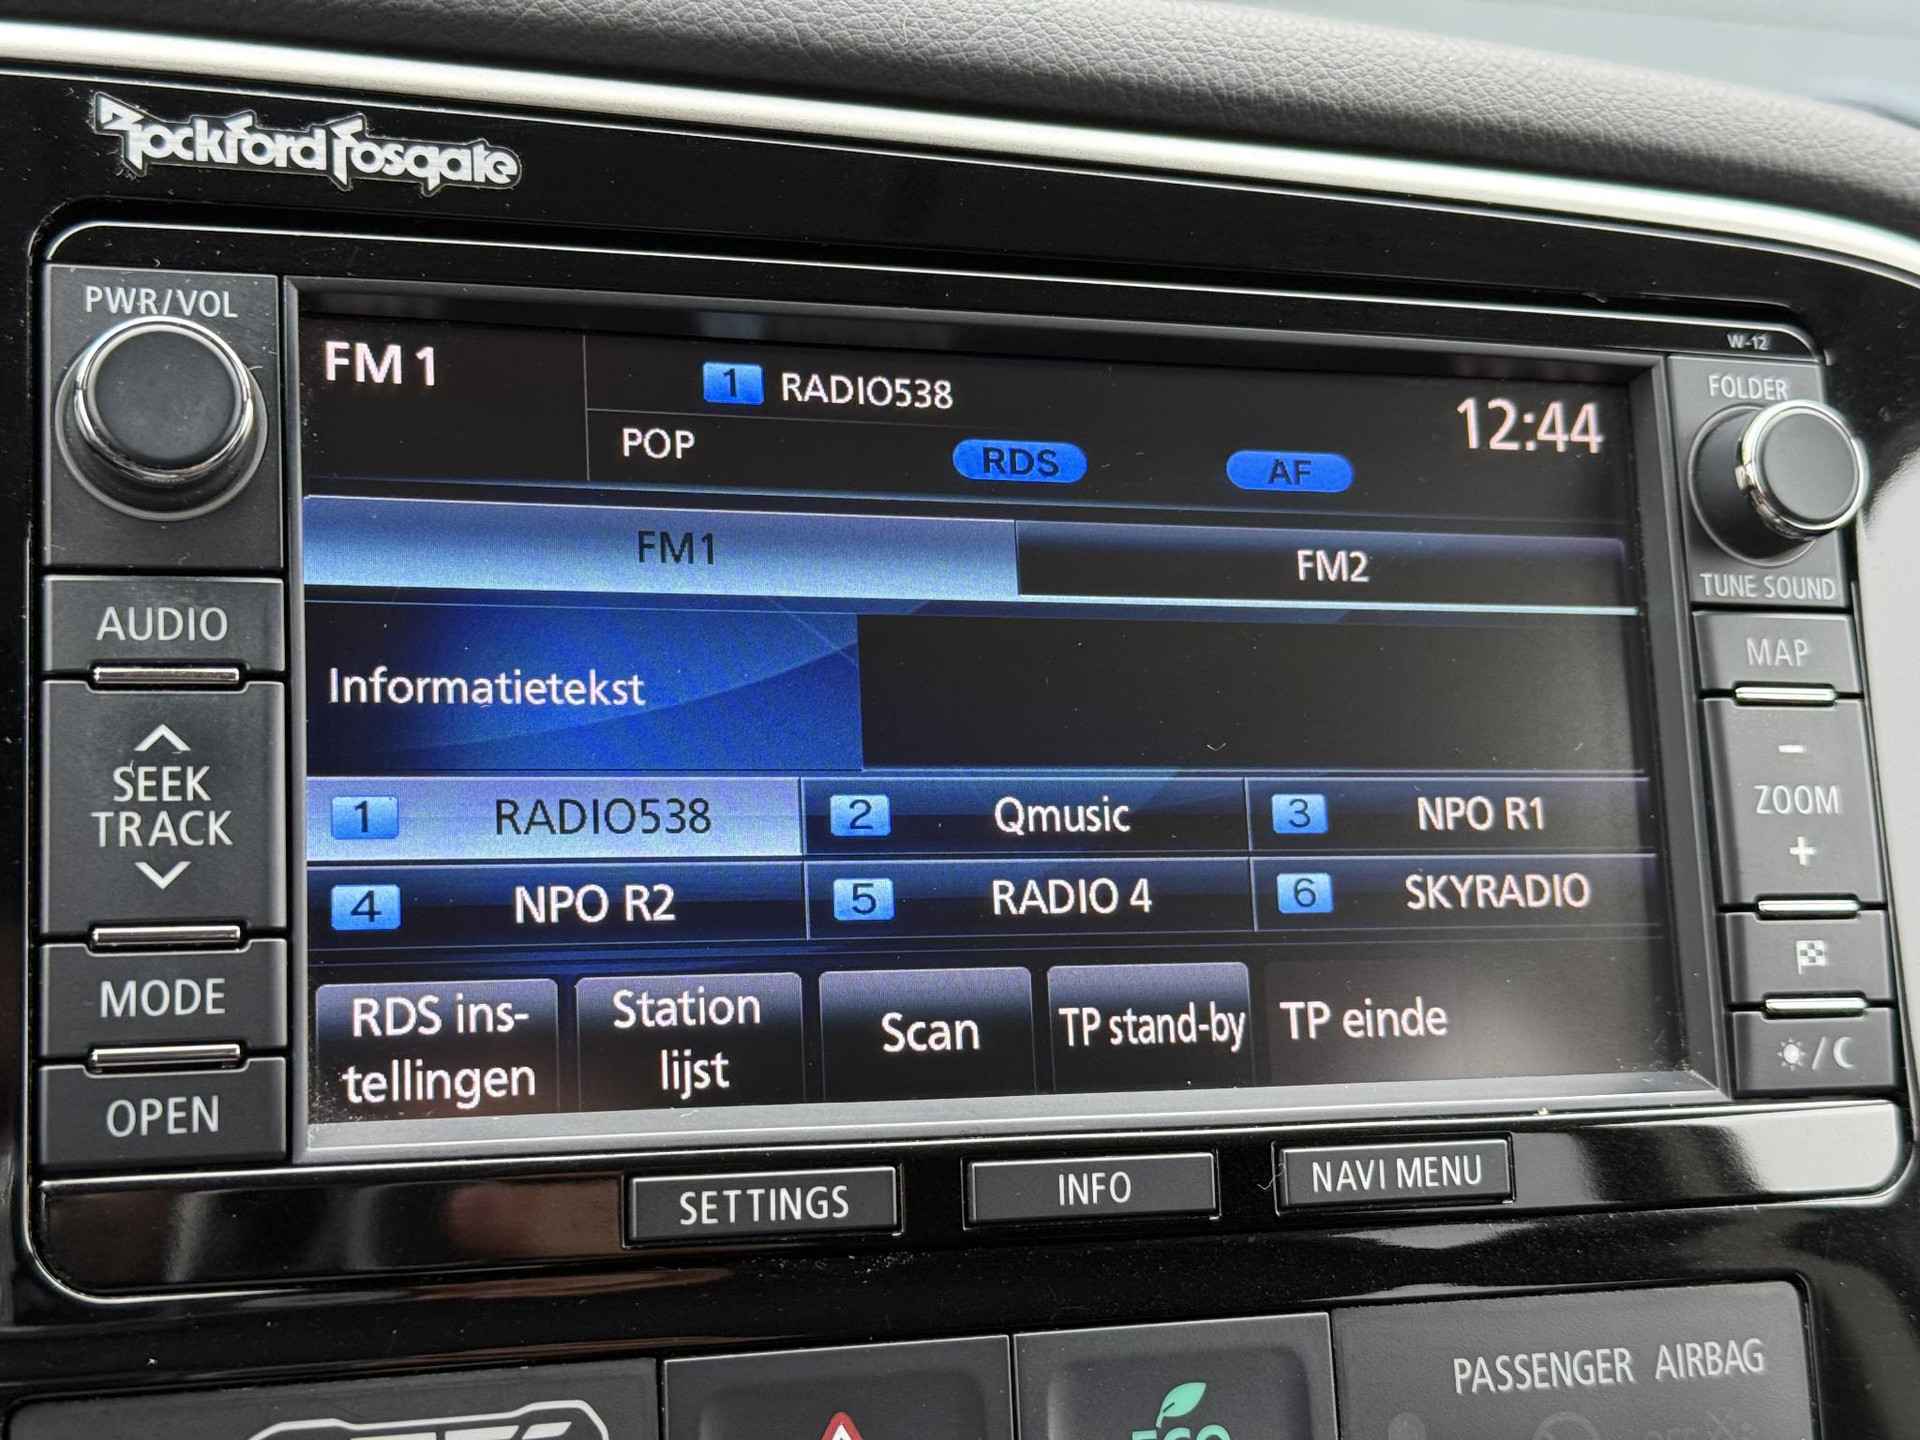 Rockford Fosgate
W-12
PWR/VOL
FOLDER
FM 1
1 RADIO538
12:44
POP
RDS
AF
TUNE SOUND
FM1
FM2
AUDIO
MAP
Informatietekst
SEEK
TRACK
-
ZOOM
+
1 RADIO538
2 Qmusic
3 NPO R1
4 NPO R2
5 RADIO 4
6 SKYRADIO
MODE
RDS ins-
tellingen
Station
lijst
Scan
TP stand-by
TP einde
OPEN
SETTINGS
INFO
NAVI MENU
PASSENGER AIRBAG
ECO